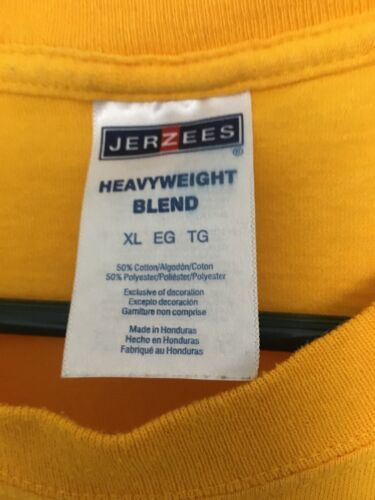 JERZEES
®
HEAVYWEIGHT
BLEND
XL EG TG
50% Cotton/Algodón/Coton
50% Polyester/Poliéster/Polyester
Exclusive of decoration
Excepto decoración
Garniture non comprise
Made in Honduras
Hecho en Honduras
Fabriqué au Honduras